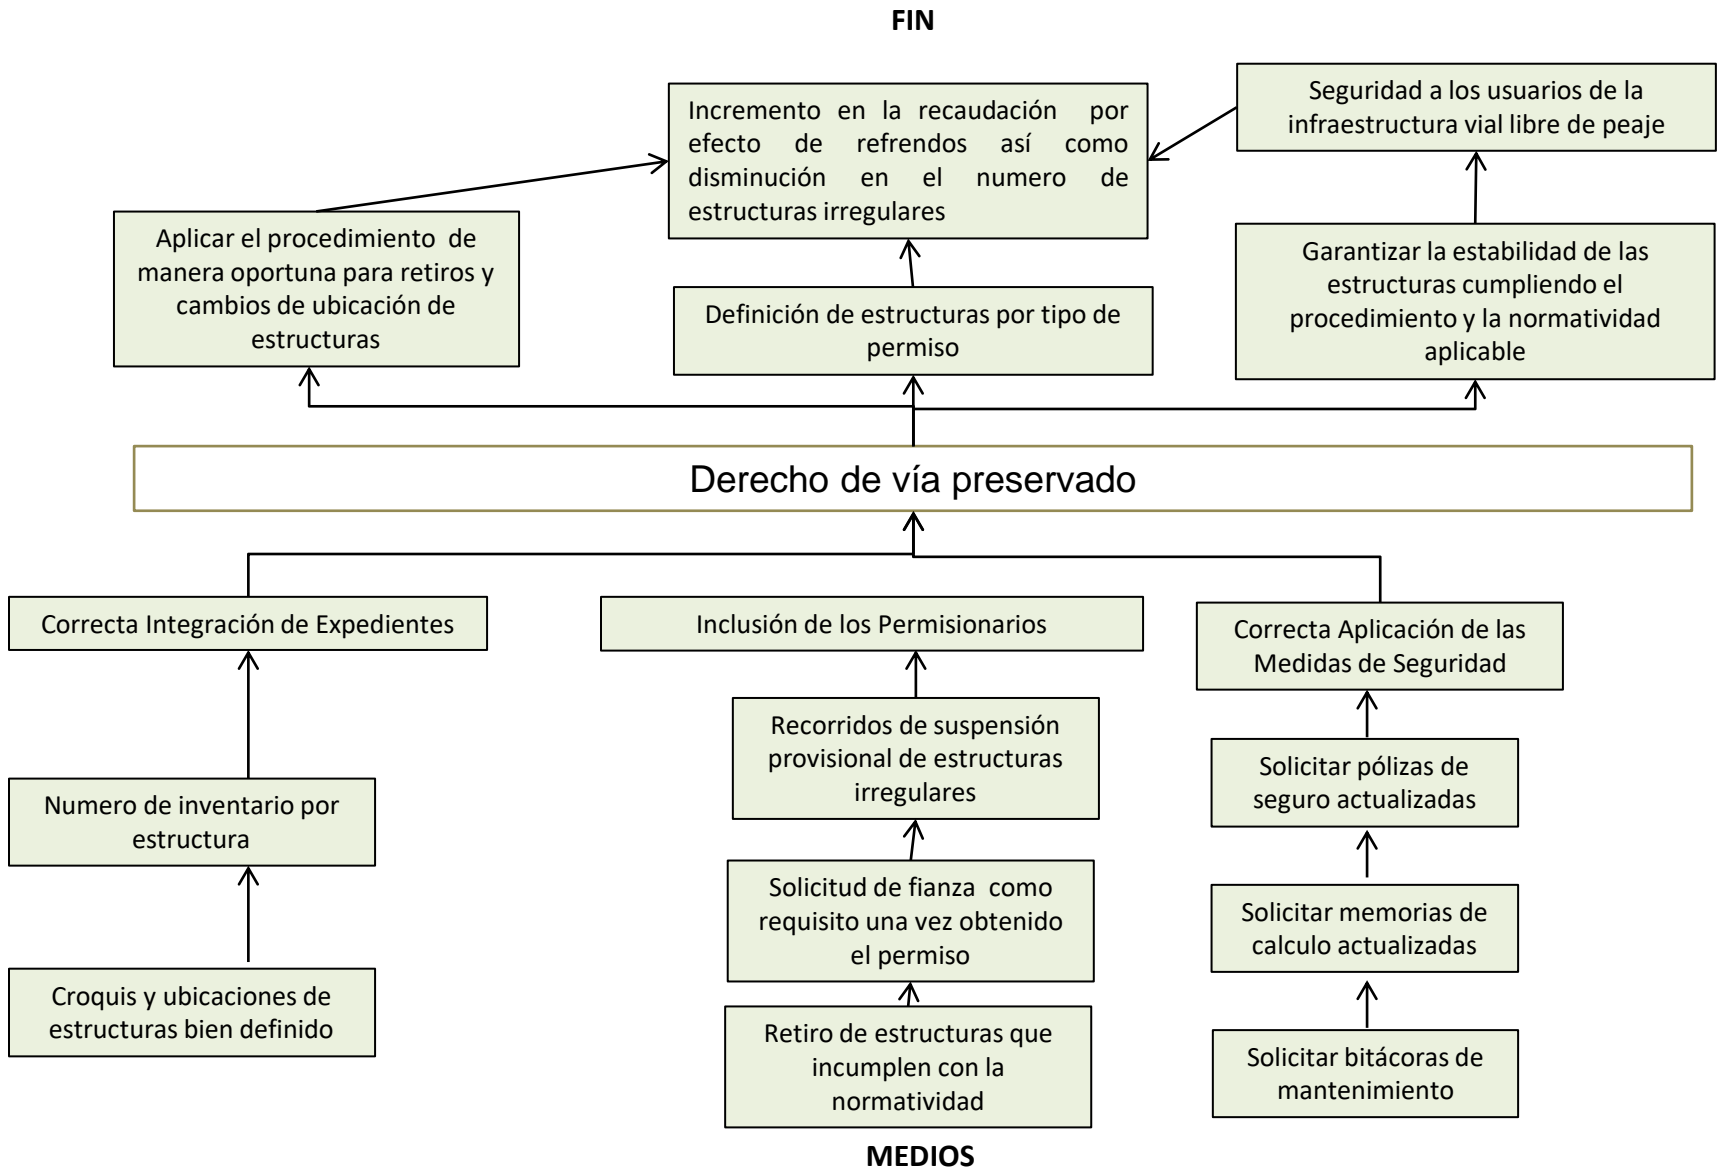 FIN
Incremento en la recaudación por
efecto de refrendos así como
disminución en el numero de
estructuras irregulares
Seguridad a los usuarios de la
infraestructura vial libre de peaje
Aplicar el procedimiento de
manera oportuna para retiros y
cambios de ubicación de
estructuras
Definición de estructuras por tipo de
permiso
Garantizar la estabilidad de las
estructuras cumpliendo el
procedimiento y la normatividad
aplicable
Derecho de vía preservado
Correcta Integración de Expedientes
Inclusión de los Permisionarios
Correcta Aplicación de las
Medidas de Seguridad
Numero de inventario por
estructura
Recorridos de suspensión
provisional de estructuras
irregulares
Solicitar pólizas de
seguro actualizadas
Croquis y ubicaciones de
estructuras bien definido
Solicitud de fianza como
requisito una vez obtenido
el permiso
Solicitar memorias de
calculo actualizadas
Retiro de estructuras que
incumplen con la
normatividad
Solicitar bitácoras de
mantenimiento
MEDIOS